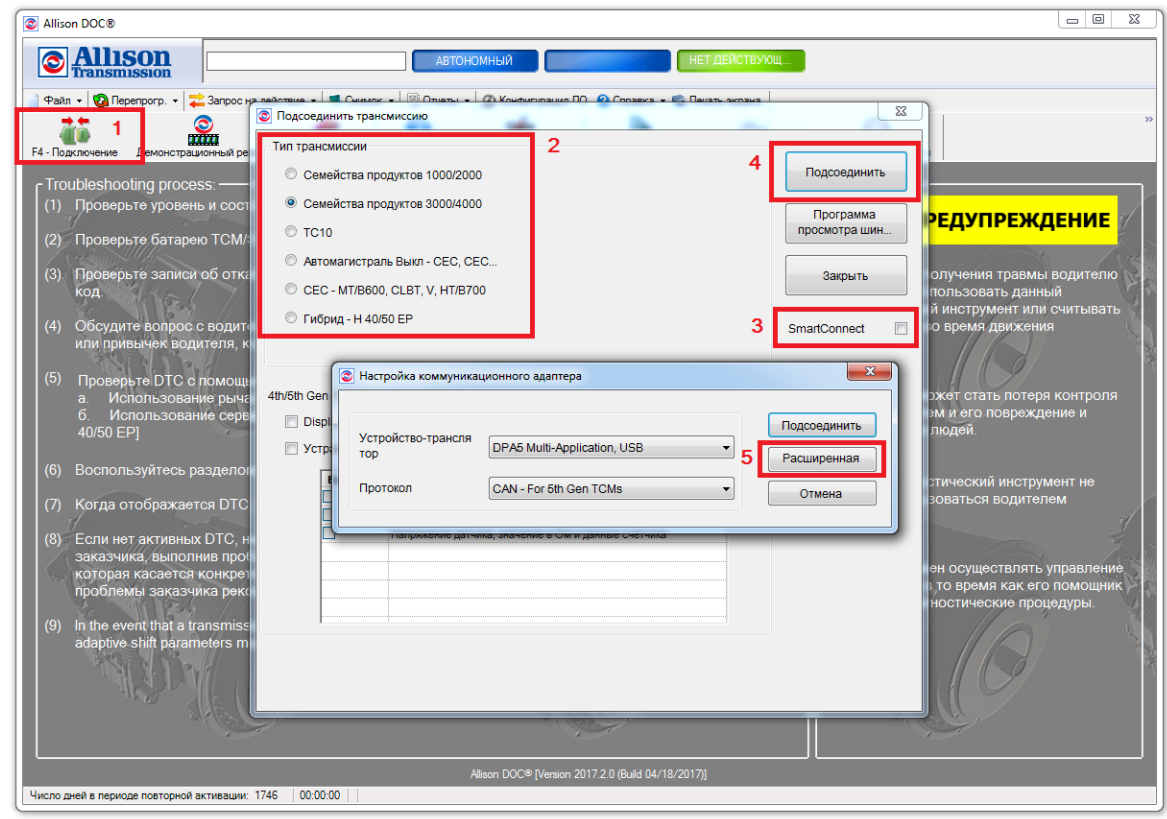 Allison DOC®
Allison
Transmission
АВТОНОМНЫЙ
НЕТ ДЕЙСТВУЮЩ...
Файл
Перепрогр.
Запрос на действие
Снимок
Отчеты
Конфигурация ПО
Справка
Печать экрана
1
F4 - Подключение
Демонстрационный ре
»
Подсоединить трансмиссию
Тип трансмиссии
2
Семейства продуктов 1000/2000
Семейства продуктов 3000/4000
TC10
Автомагистраль Выкл - CEC, CEC...
CEC - MT/B600, CLBT, V, HT/B700
Гибрид - H 40/50 EP
4
Подсоединить
Программа
просмотра шин...
Закрыть
3
SmartConnect
Troubleshooting process:
(1) Проверьте уровень и сост
(2) Проверьте батарею TCM/
(3) Проверьте записи об отка
код.
(4) Обсудите вопрос с водит
или привычек водителя, к
(5) Проверьте DTC с помощь
а. Использование рыча
б. Использование серв
40/50 EP]
(6) Воспользуйтесь разделом
(7) Когда отображается DTC
(8) Если нет активных DTC, н
заказчика, выполнив проб
которая касается конкрет
проблемы заказчика реко
(9) In the event that a transmiss
adaptive shift parameters m
4th/5th Gen
Displ
Устра
Настройка коммуникационного адаптера
Устройство-трансля
тор
DPA5 Multi-Application, USB
Протокол
CAN - For 5th Gen TCMs
Подсоединить
5
Расширенная
Отмена
Напряжение датчика, значение в Ом и данные счетчика
РЕДУПРЕЖДЕНИЕ
олучения травмы водителю
пользовать данный
й инструмент или считывать
во время движения
ожет стать потеря контроля
ем и его повреждение и
людей.
стический инструмент не
зоваться водителем
ен осуществлять управление
в то время как его помощник
ностические процедуры.
Allison DOC® [Version 2017.2.0 (Build 04/18/2017)]
Число дней в периоде повторной активации: 1746
00:00:00